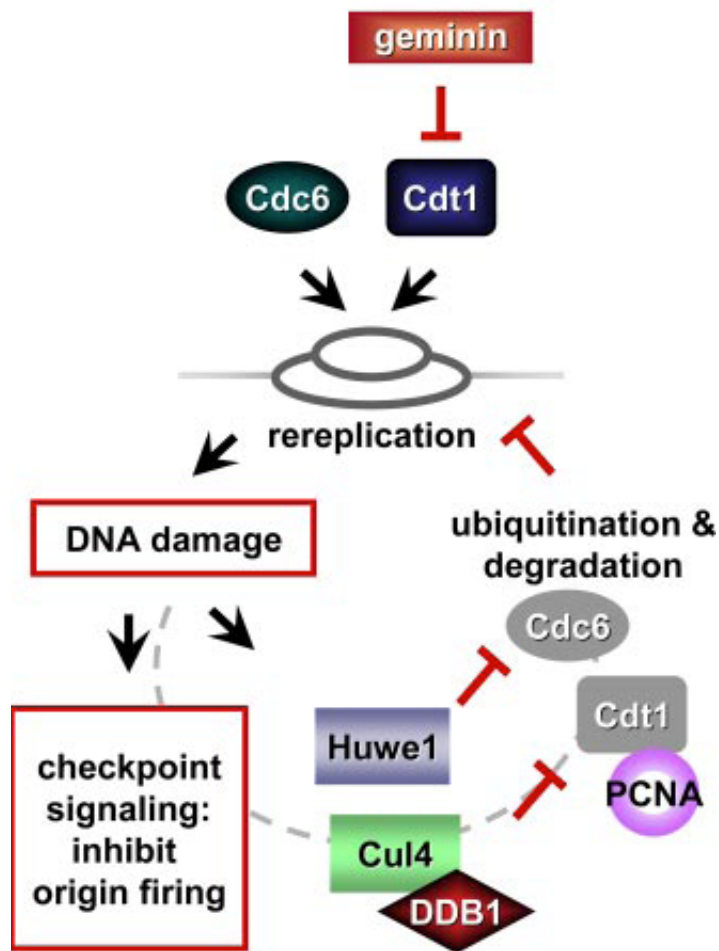 geminin
Cdc6
Cdt1
rereplication
DNA damage
ubiquitination &
degradation
Cdc6
Cdt1
PCNA
Huwe1
Cul4
DDB1
checkpoint
signaling:
inhibit
origin firing